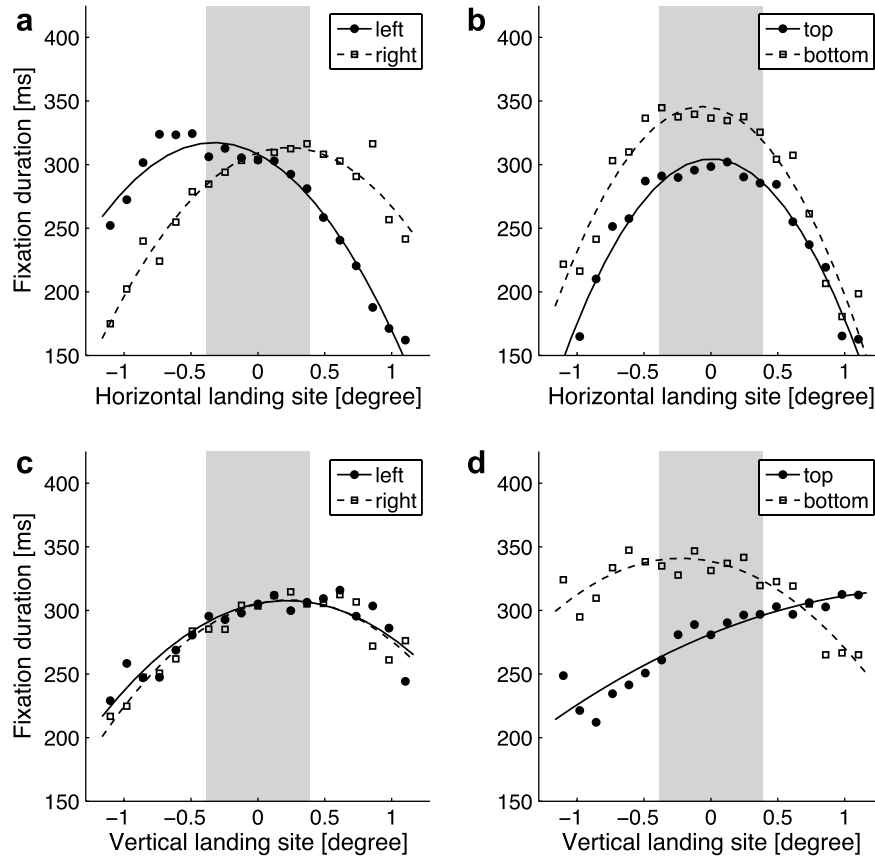 a
left
right
400
350
300
250
200
150
Fixation duration [ms]
−1 −0.5 0 0.5 1
Horizontal landing site [degree]
b
top
bottom
400
350
300
250
200
150
−1 −0.5 0 0.5 1
Horizontal landing site [degree]
c
left
right
400
350
300
250
200
150
Fixation duration [ms]
−1 −0.5 0 0.5 1
Vertical landing site [degree]
d
top
bottom
400
350
300
250
200
150
−1 −0.5 0 0.5 1
Vertical landing site [degree]